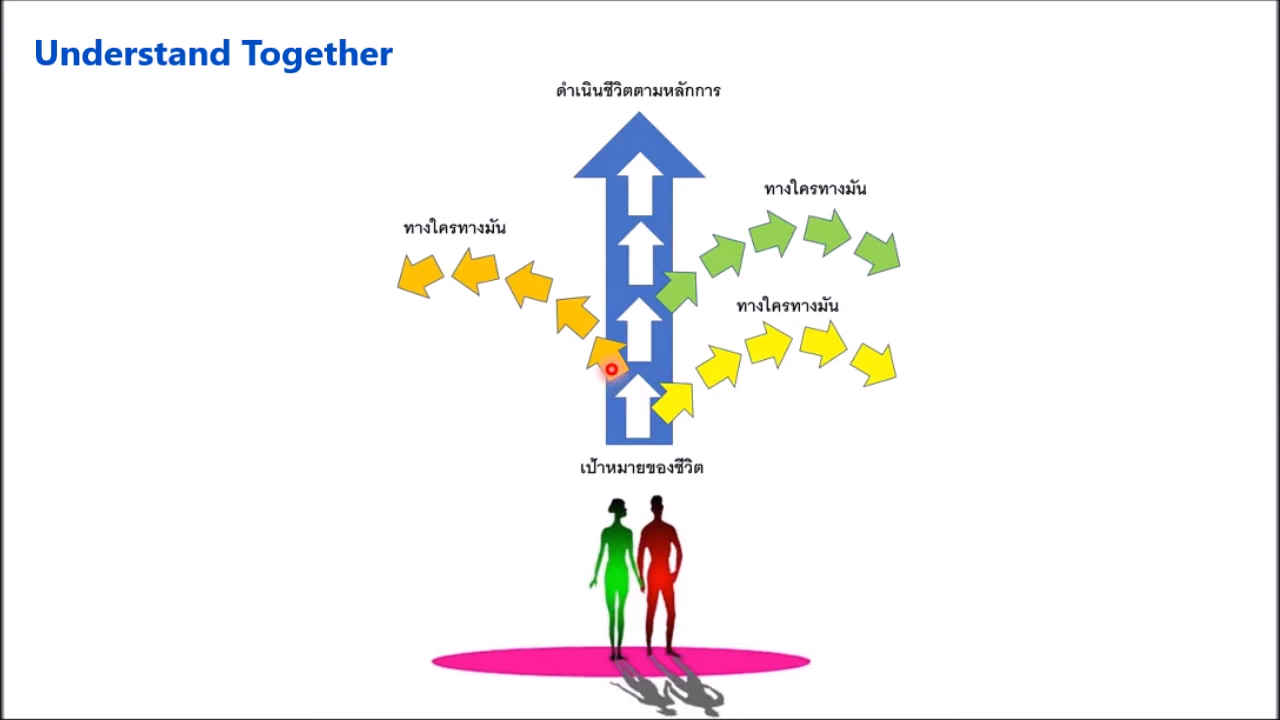 Understand Together
ดำเนินชีวิตตามหลักการ
ทางใครทางมัน
ทางใครทางมัน
ทางใครทางมัน
เป้าหมายของชีวิต